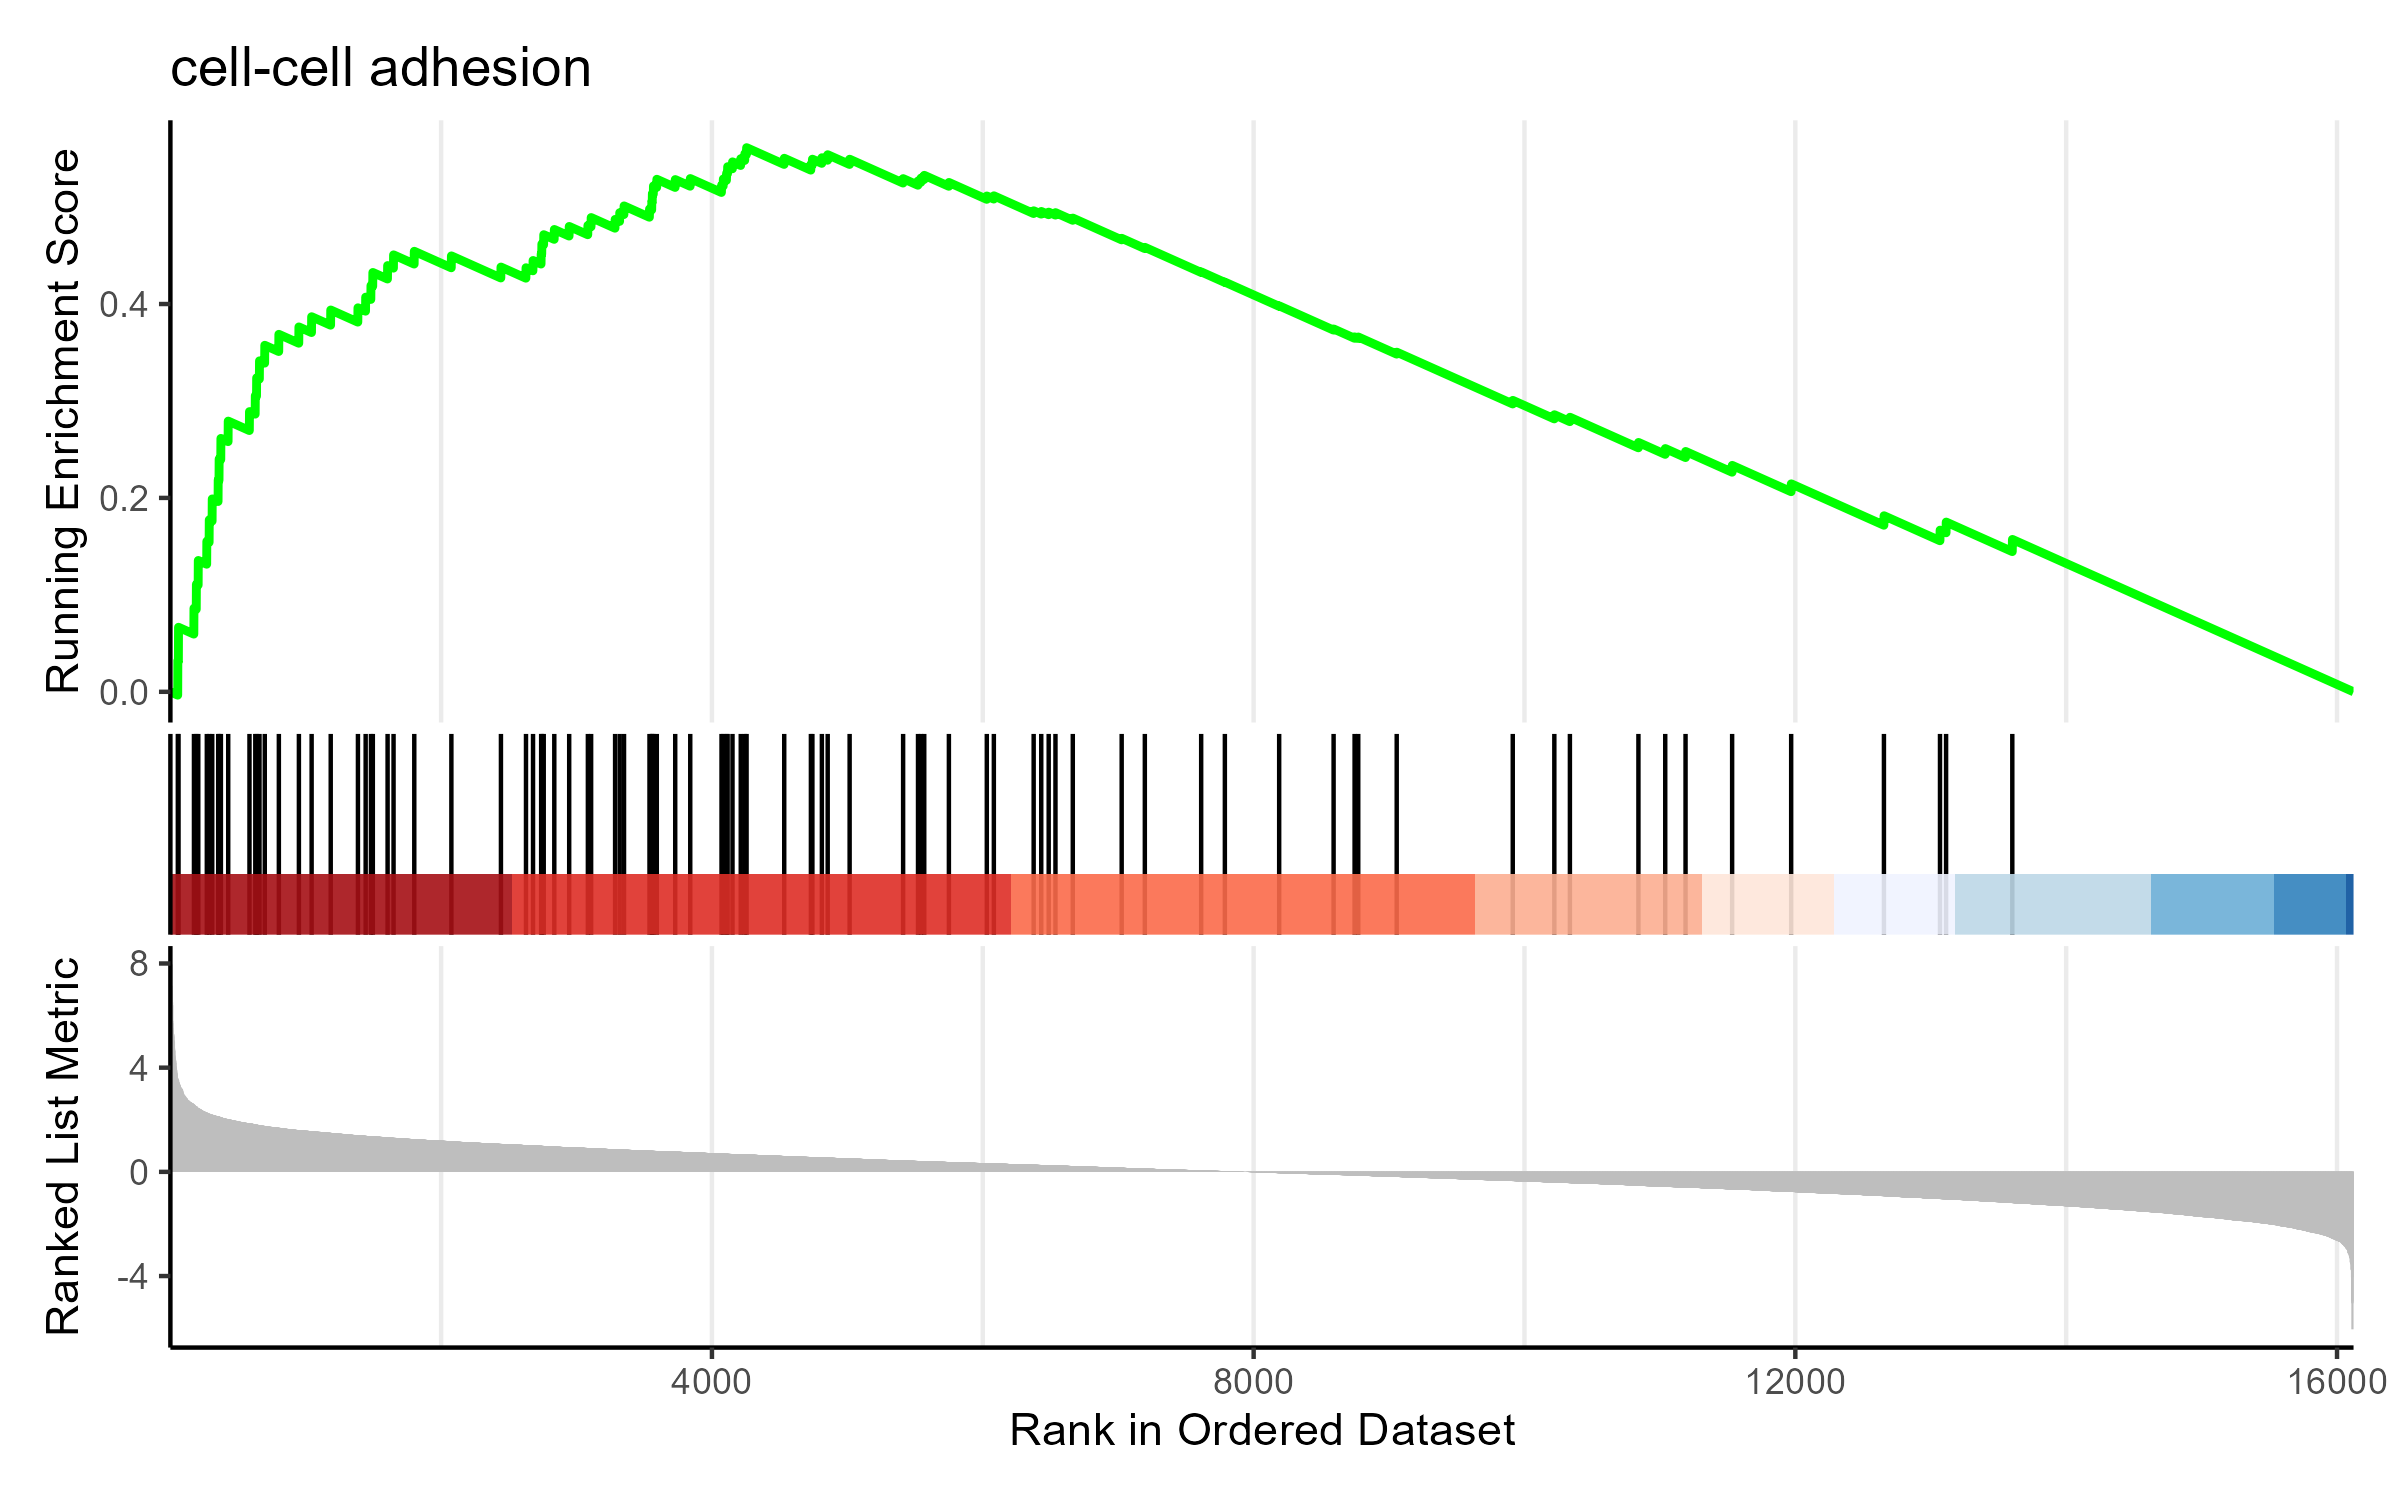 cell-cell adhesion
Running Enrichment Score
0.4
0.2
0.0
Ranked List Metric
8
4
0
-4
4000
8000
12000
16000
Rank in Ordered Dataset